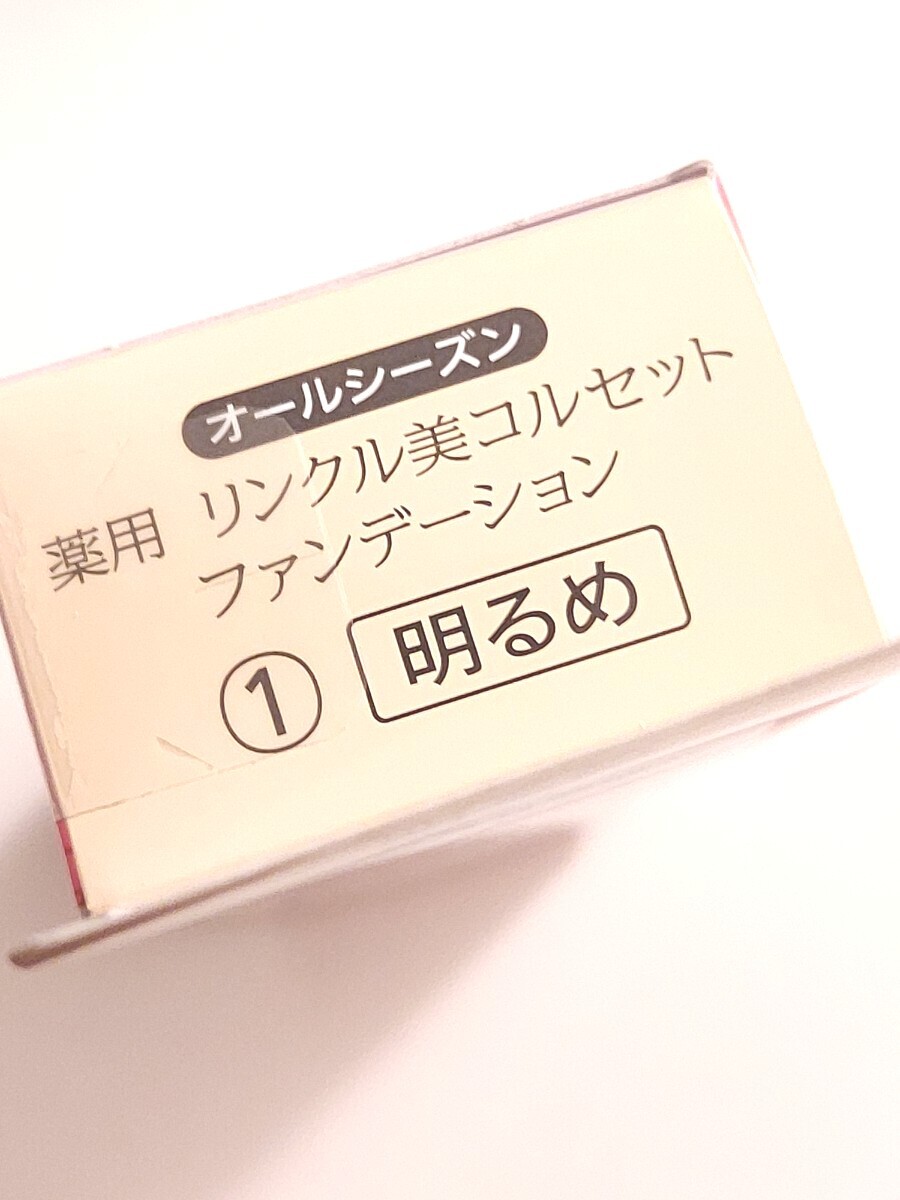 オールシーズン
薬用 リンクル美コルセット
ファンデーション
① 明るめ